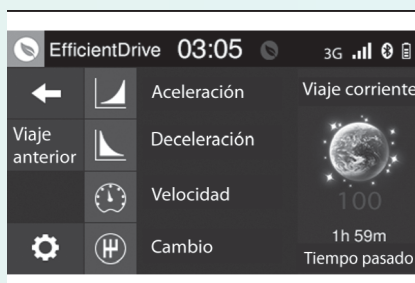 EfficientDrive 03:05 3G
Aceleración
Viaje corriente
Viaje
anterior
Deceleración
Velocidad
100
Cambio
1h 59m
Tiempo pasado